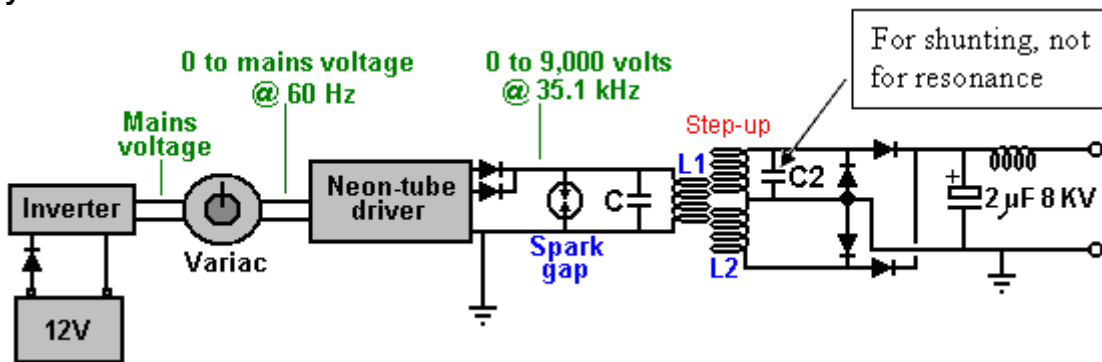 y
For shunting, not
for resonance
0 to mains voltage
@ 60 Hz
0 to 9,000 volts
@ 35.1 kHz
Mains
voltage
Step-up
L1
Inverter
Variac
Neon-tube
driver
C
C2
+
2 µF 8 KV
Spark
gap
L2
12V